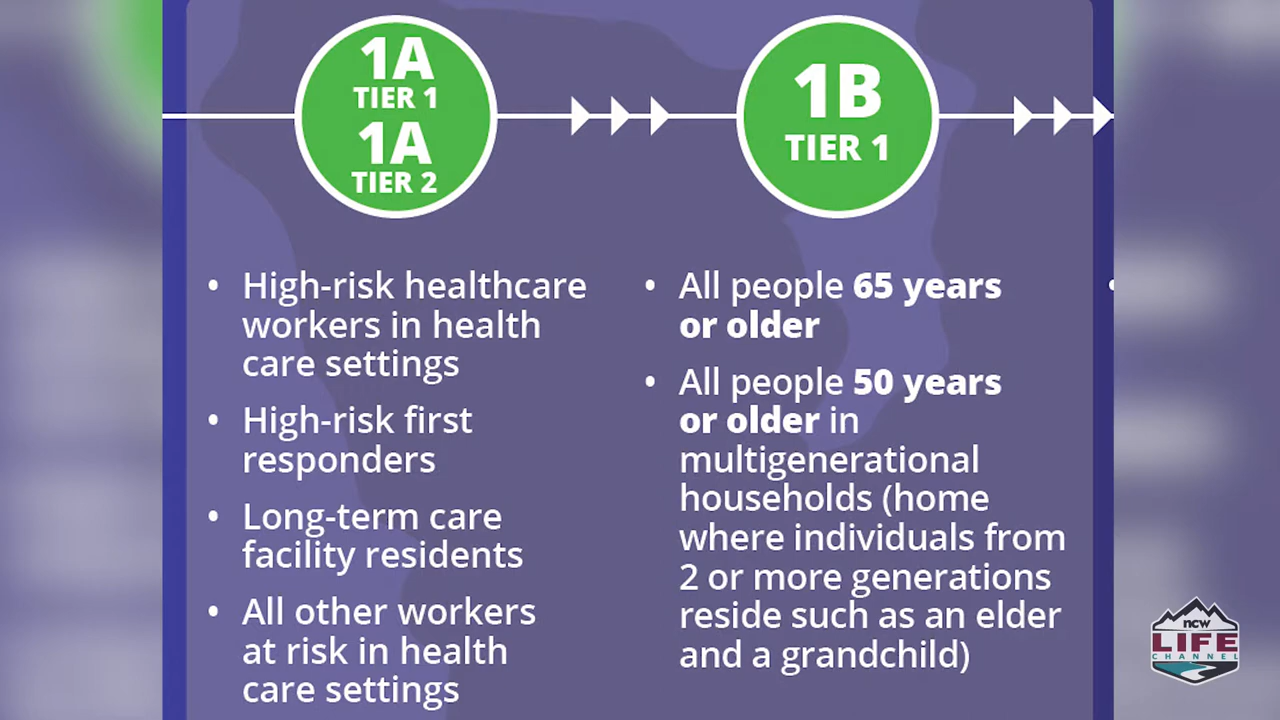 1A
TIER 1
1A
TIER 2
• High-risk healthcare
workers in health
care settings
• High-risk first
responders
• Long-term care
facility residents
• All other workers
at risk in health
care settings
1B
TIER 1
• All people 65 years
or older
• All people 50 years
or older in
multigenerational
households (home
where individuals from
2 or more generations
reside such as an elder
and a grandchild)
ncw
LIFE
CHANNEL